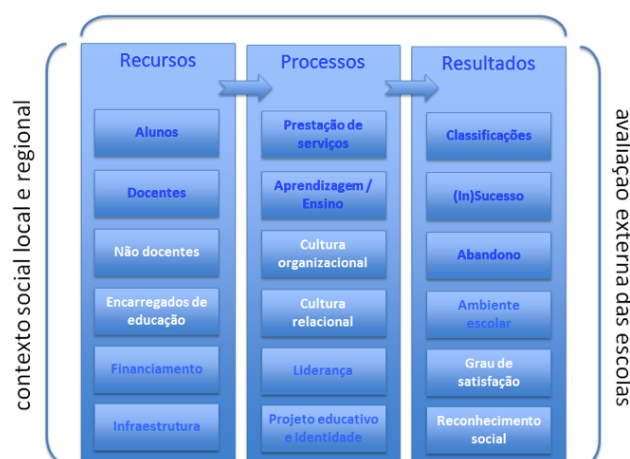 contexto social local e regional
Recursos
Alunos
Docentes
Não docentes
Encarregados de
educação
Financiamento
Infraestrutura
Processos
Prestação de
serviços
Aprendizagem /
Ensino
Cultura
organizacional
Cultura
relacional
Liderança
Projeto educativo
e Identidade
Resultados
Classificações
(In)Sucesso
Abandono
Ambiente
escolar
Grau de
satisfação
Reconhecimento
social
avaliaçao externa das escolas